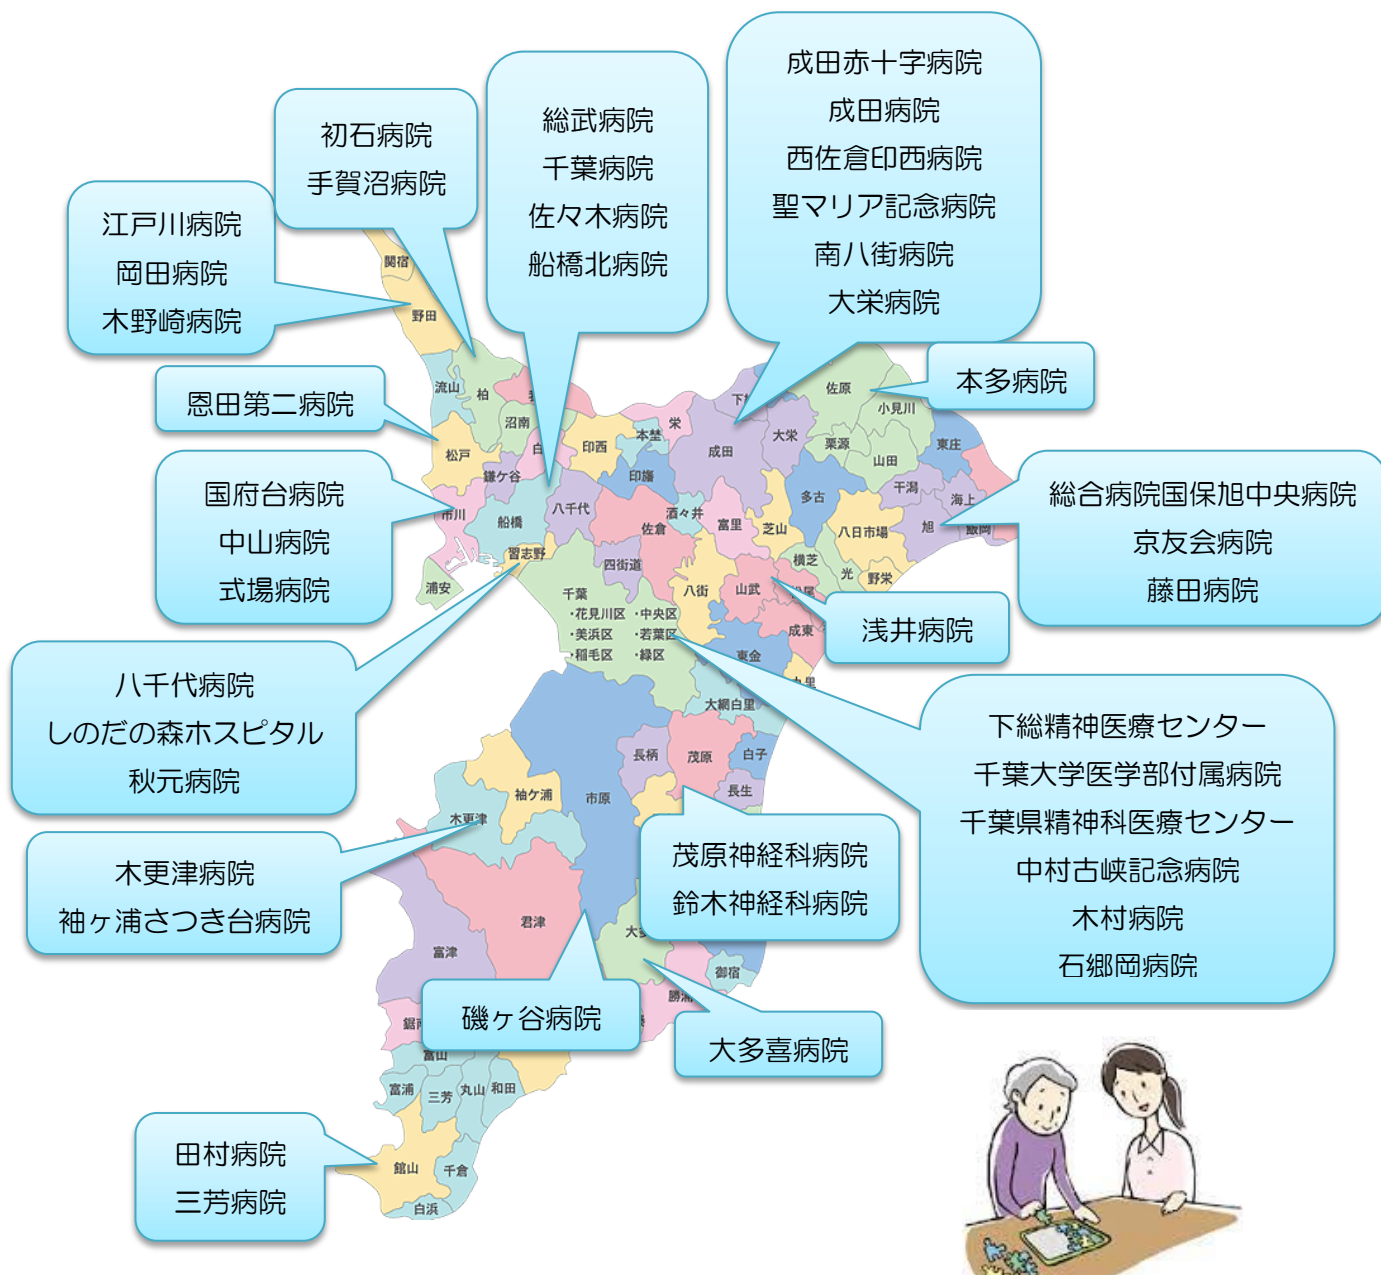 成田赤十字病院
成田病院
西佐倉印西病院
聖マリア記念病院
南八街病院
大栄病院
総武病院
千葉病院
佐々木病院
船橋北病院
初石病院
手賀沼病院
江戸川病院
岡田病院
木野崎病院
恩田第二病院
本多病院
国府台病院
中山病院
式場病院
総合病院国保旭中央病院
京友会病院
藤田病院
浅井病院
八千代病院
しのだの森ホスピタル
秋元病院
下総精神医療センター
千葉大学医学部付属病院
千葉県精神科医療センター
中村古峡記念病院
木村病院
石郷岡病院
木更津病院
袖ヶ浦さつき台病院
茂原神経科病院
鈴木神経科病院
磯ヶ谷病院
大多喜病院
田村病院
三芳病院
関宿
野田
流山
柏
沼南
松戸
鎌ケ谷
市川
船橋
八千代
習志野
浦安
印西
本埜
栄
印旛
成田
大栄
佐原
小見川
栗源
山田
東庄
干潟
海上
旭
飯岡
多古
八日市場
芝山
横芝
光
野栄
富里
酒々井
佐倉
四街道
八街
山武
成東
東金
大網白里
千葉
・花見川区
・中央区
・美浜区
・若葉区
・稲毛区
・緑区
市原
長柄
茂原
白子
長生
袖ケ浦
木更津
君津
富津
御宿
勝浦
富山
富浦
三芳
丸山
和田
館山
千倉
白浜